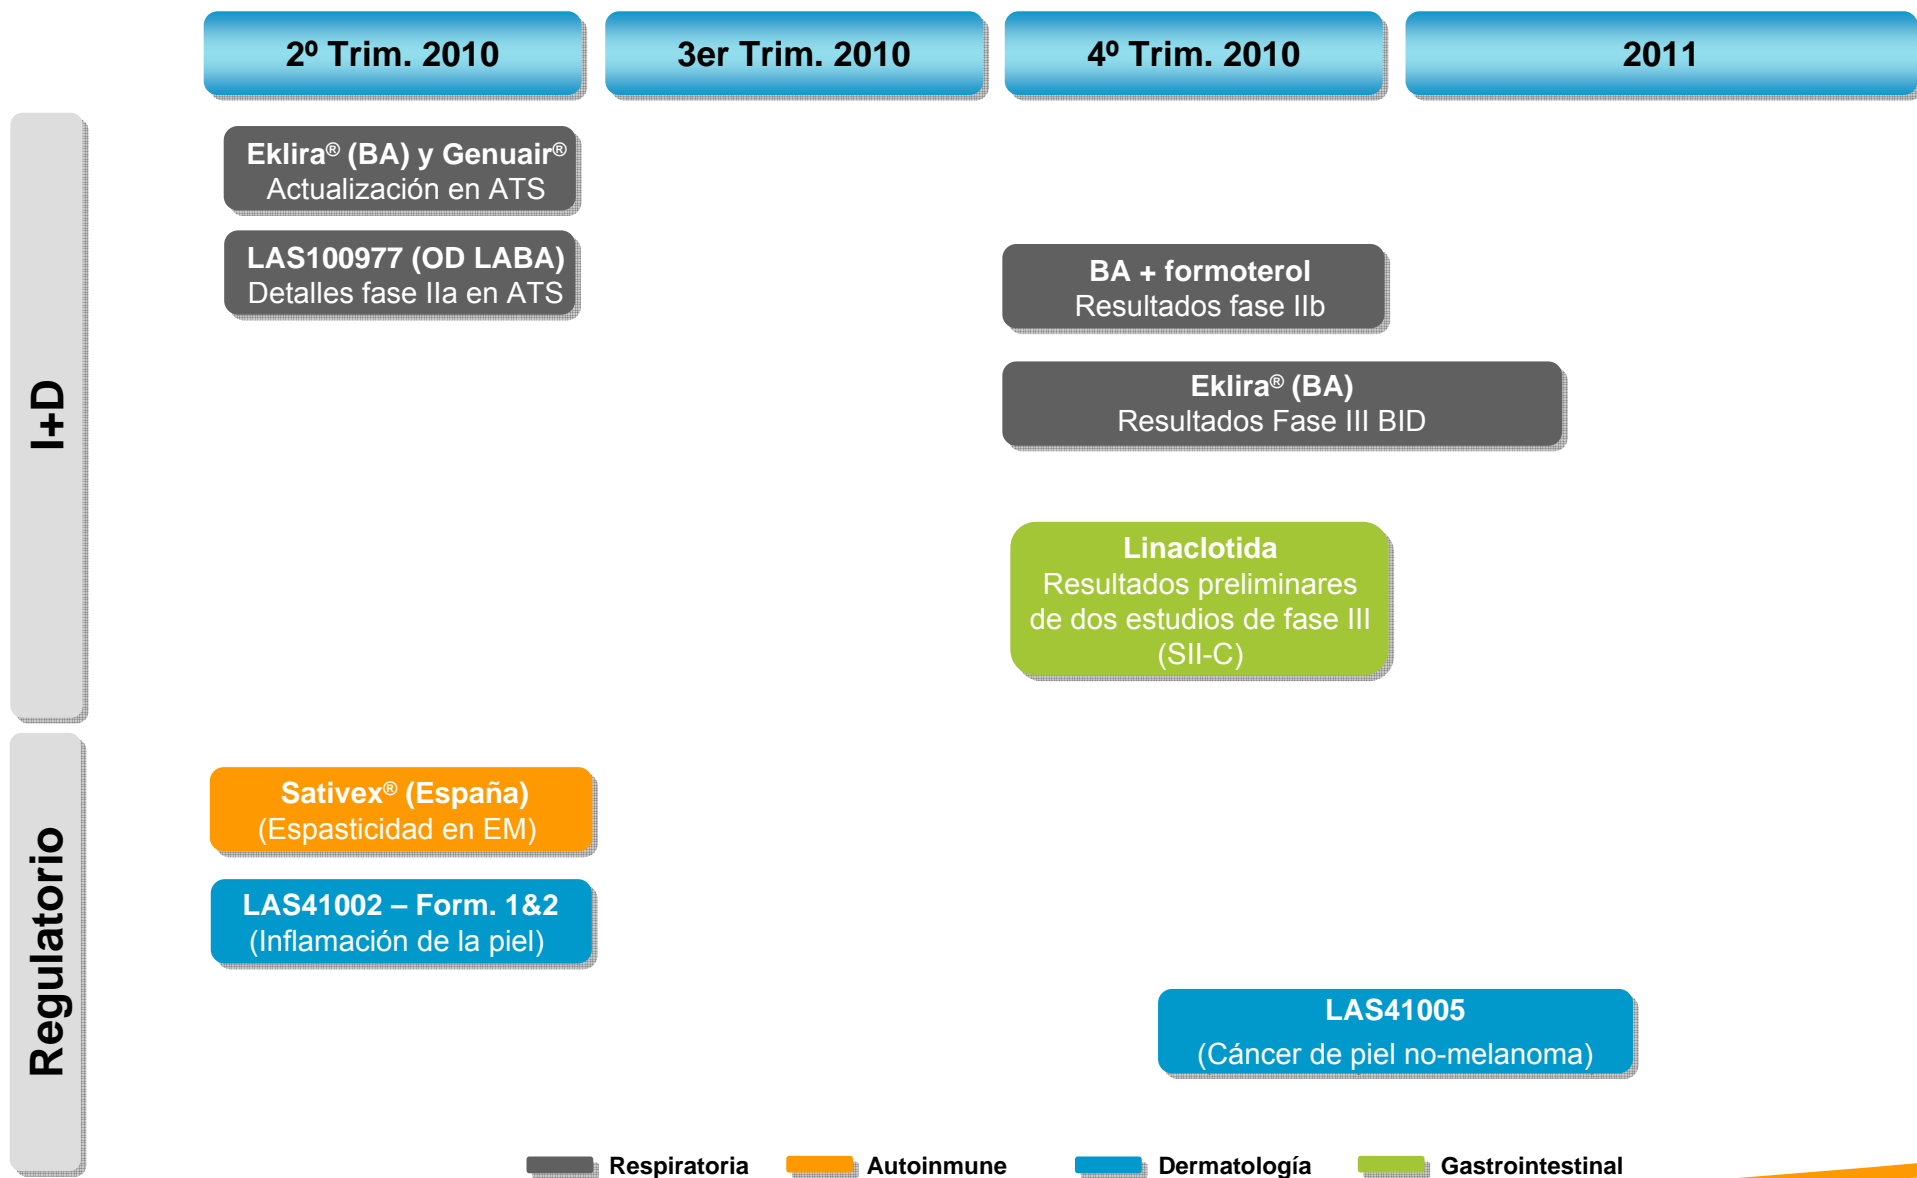 2º Trim. 2010
3er Trim. 2010
4º Trim. 2010
2011
I+D
Eklira® (BA) y Genuair®
Actualización en ATS
LAS100977 (OD LABA)
Detalles fase IIa en ATS
BA + formoterol
Resultados fase IIb
Eklira® (BA)
Resultados Fase III BID
Linaclotida
Resultados preliminares
de dos estudios de fase III
(SII-C)
Regulatorio
Sativex® (España)
(Espasticidad en EM)
LAS41002 – Form. 1&2
(Inflamación de la piel)
LAS41005
(Cáncer de piel no-melanoma)
Respiratoria
Autoinmune
Dermatología
Gastrointestinal